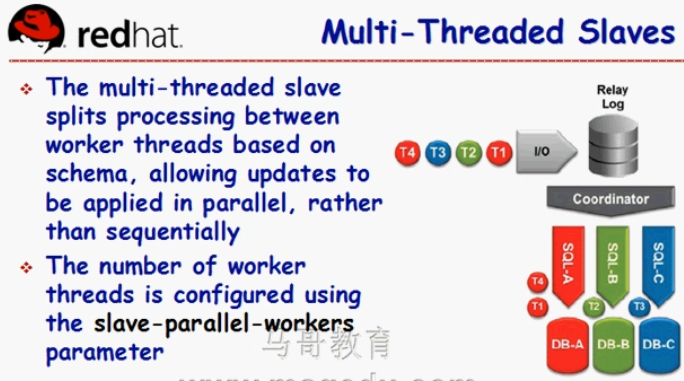 redhat.
Multi-Threaded Slaves
The multi-threaded slave
splits processing between
worker threads based on
schema, allowing updates to
be applied in parallel, rather
than sequentially
The number of worker
threads is configured using
the slave-parallel-workers
parameter
Relay
Log
T4 T3 T2 T1 I/O
Coordinator
SQL-A SQL-B SQL-C
T4
T1 T2 T3
DB-A DB-B DB-C
马哥教育